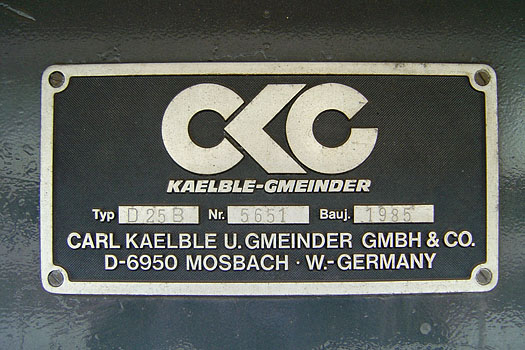 CKG
KAELBLE-GMEINDER
Typ D 25 B Nr. 5651 Bauj. 1985
CARL KAELBLE U. GMEINDER GMBH & CO.
D-6950 MOSBACH · W.-GERMANY